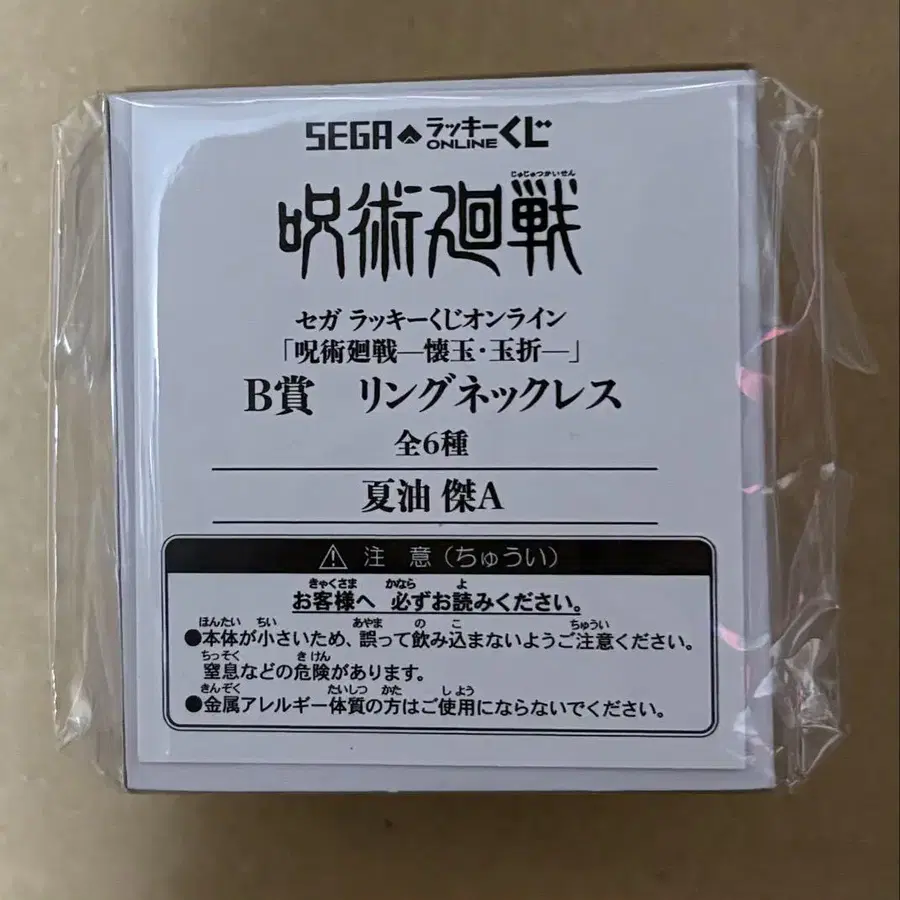 SEGA ラッキーくじ ONLINE
じゅじゅつかいせん
呪術廻戦
セガ ラッキーくじオンライン
「呪術廻戦―懐玉・玉折―」
B賞 リングネックレス
全6種
夏油 傑A
⚠ 注 意（ちゅうい）
きゃくさま かなら よ
お客様へ 必ずお読みください。
ほんたい ちい あやま の こ ちゅうい
●本体が小さいため、誤って飲み込まないようご注意ください。
ちっそく きけん
窒息などの危険があります。
きんぞく たいしつ かた しよう
●金属アレルギー体質の方はご使用にならないでください。